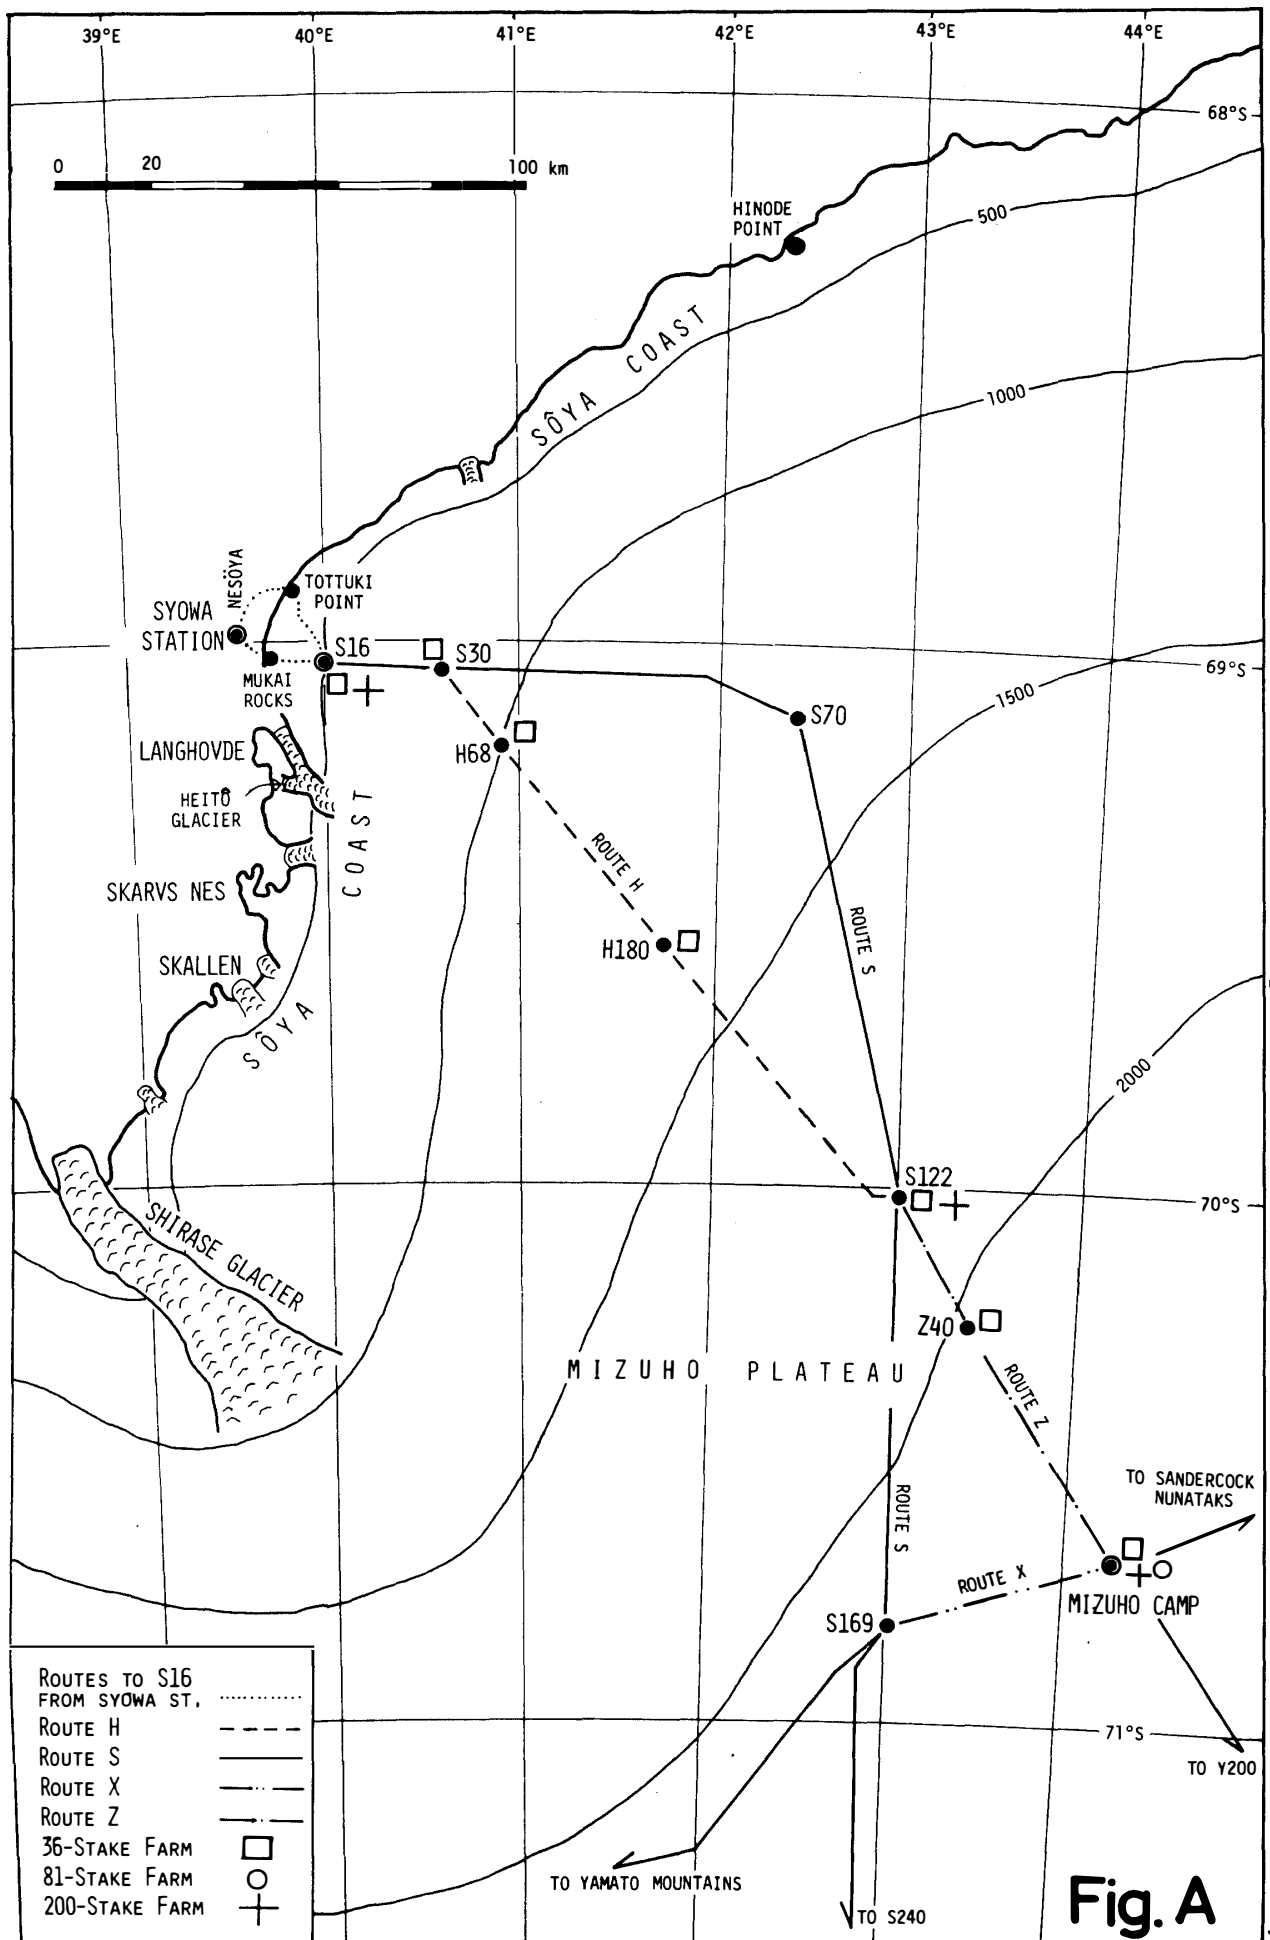 39°E 40°E 41°E 42°E 43°E 44°E
68°S
0 20 100 km
HINODE
POINT
500
SÔYA COAST
1000
NESÖYA
TOTTUKI
POINT
SYOWA
STATION
S16
S30
69°S
MUKAI
ROCKS
1500
S70
LANGHOVDE
H68
HEITÔ
GLACIER
ROUTE H
SÔYA COAST
SKARVS NES
ROUTE S
H180
SKALLEN
2000
S122
70°S
SHIRASE GLACIER
Z40
MIZUHO PLATEAU
ROUTE Z
TO SANDERCOCK
NUNATAKS
ROUTE S
ROUTE X
MIZUHO CAMP
S169
71°S
TO Y200
TO YAMATO MOUNTAINS
TO S240
ROUTES TO S16
FROM SYOWA ST.
ROUTE H
ROUTE S
ROUTE X
ROUTE Z
36-STAKE FARM
81-STAKE FARM
200-STAKE FARM
Fig. A